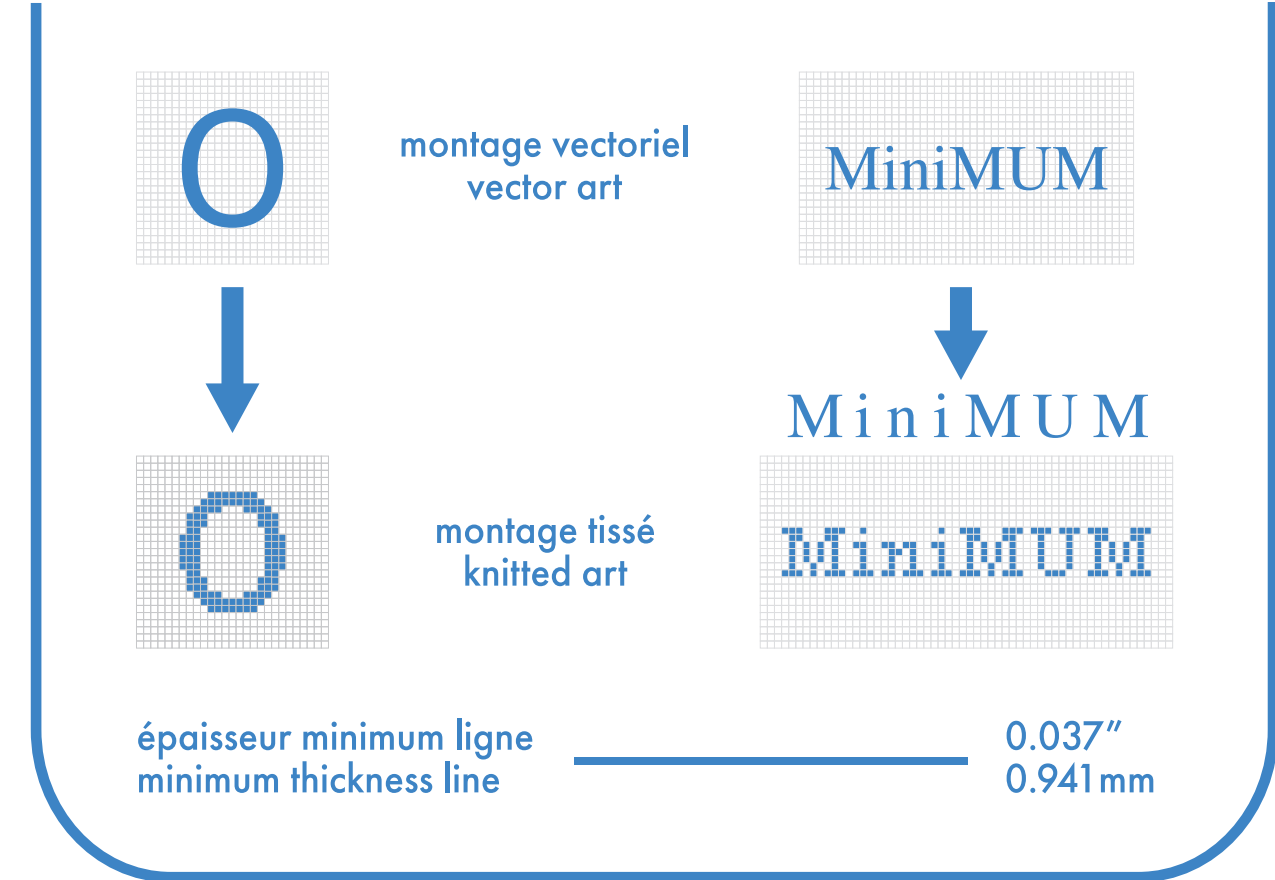 O
montage vectoriel
vector art
MiniMUM
MiniMUM
O
montage tissé
knitted art
MiniMUM
épaisseur minimum ligne
minimum thickness line
0.037″
0.941mm